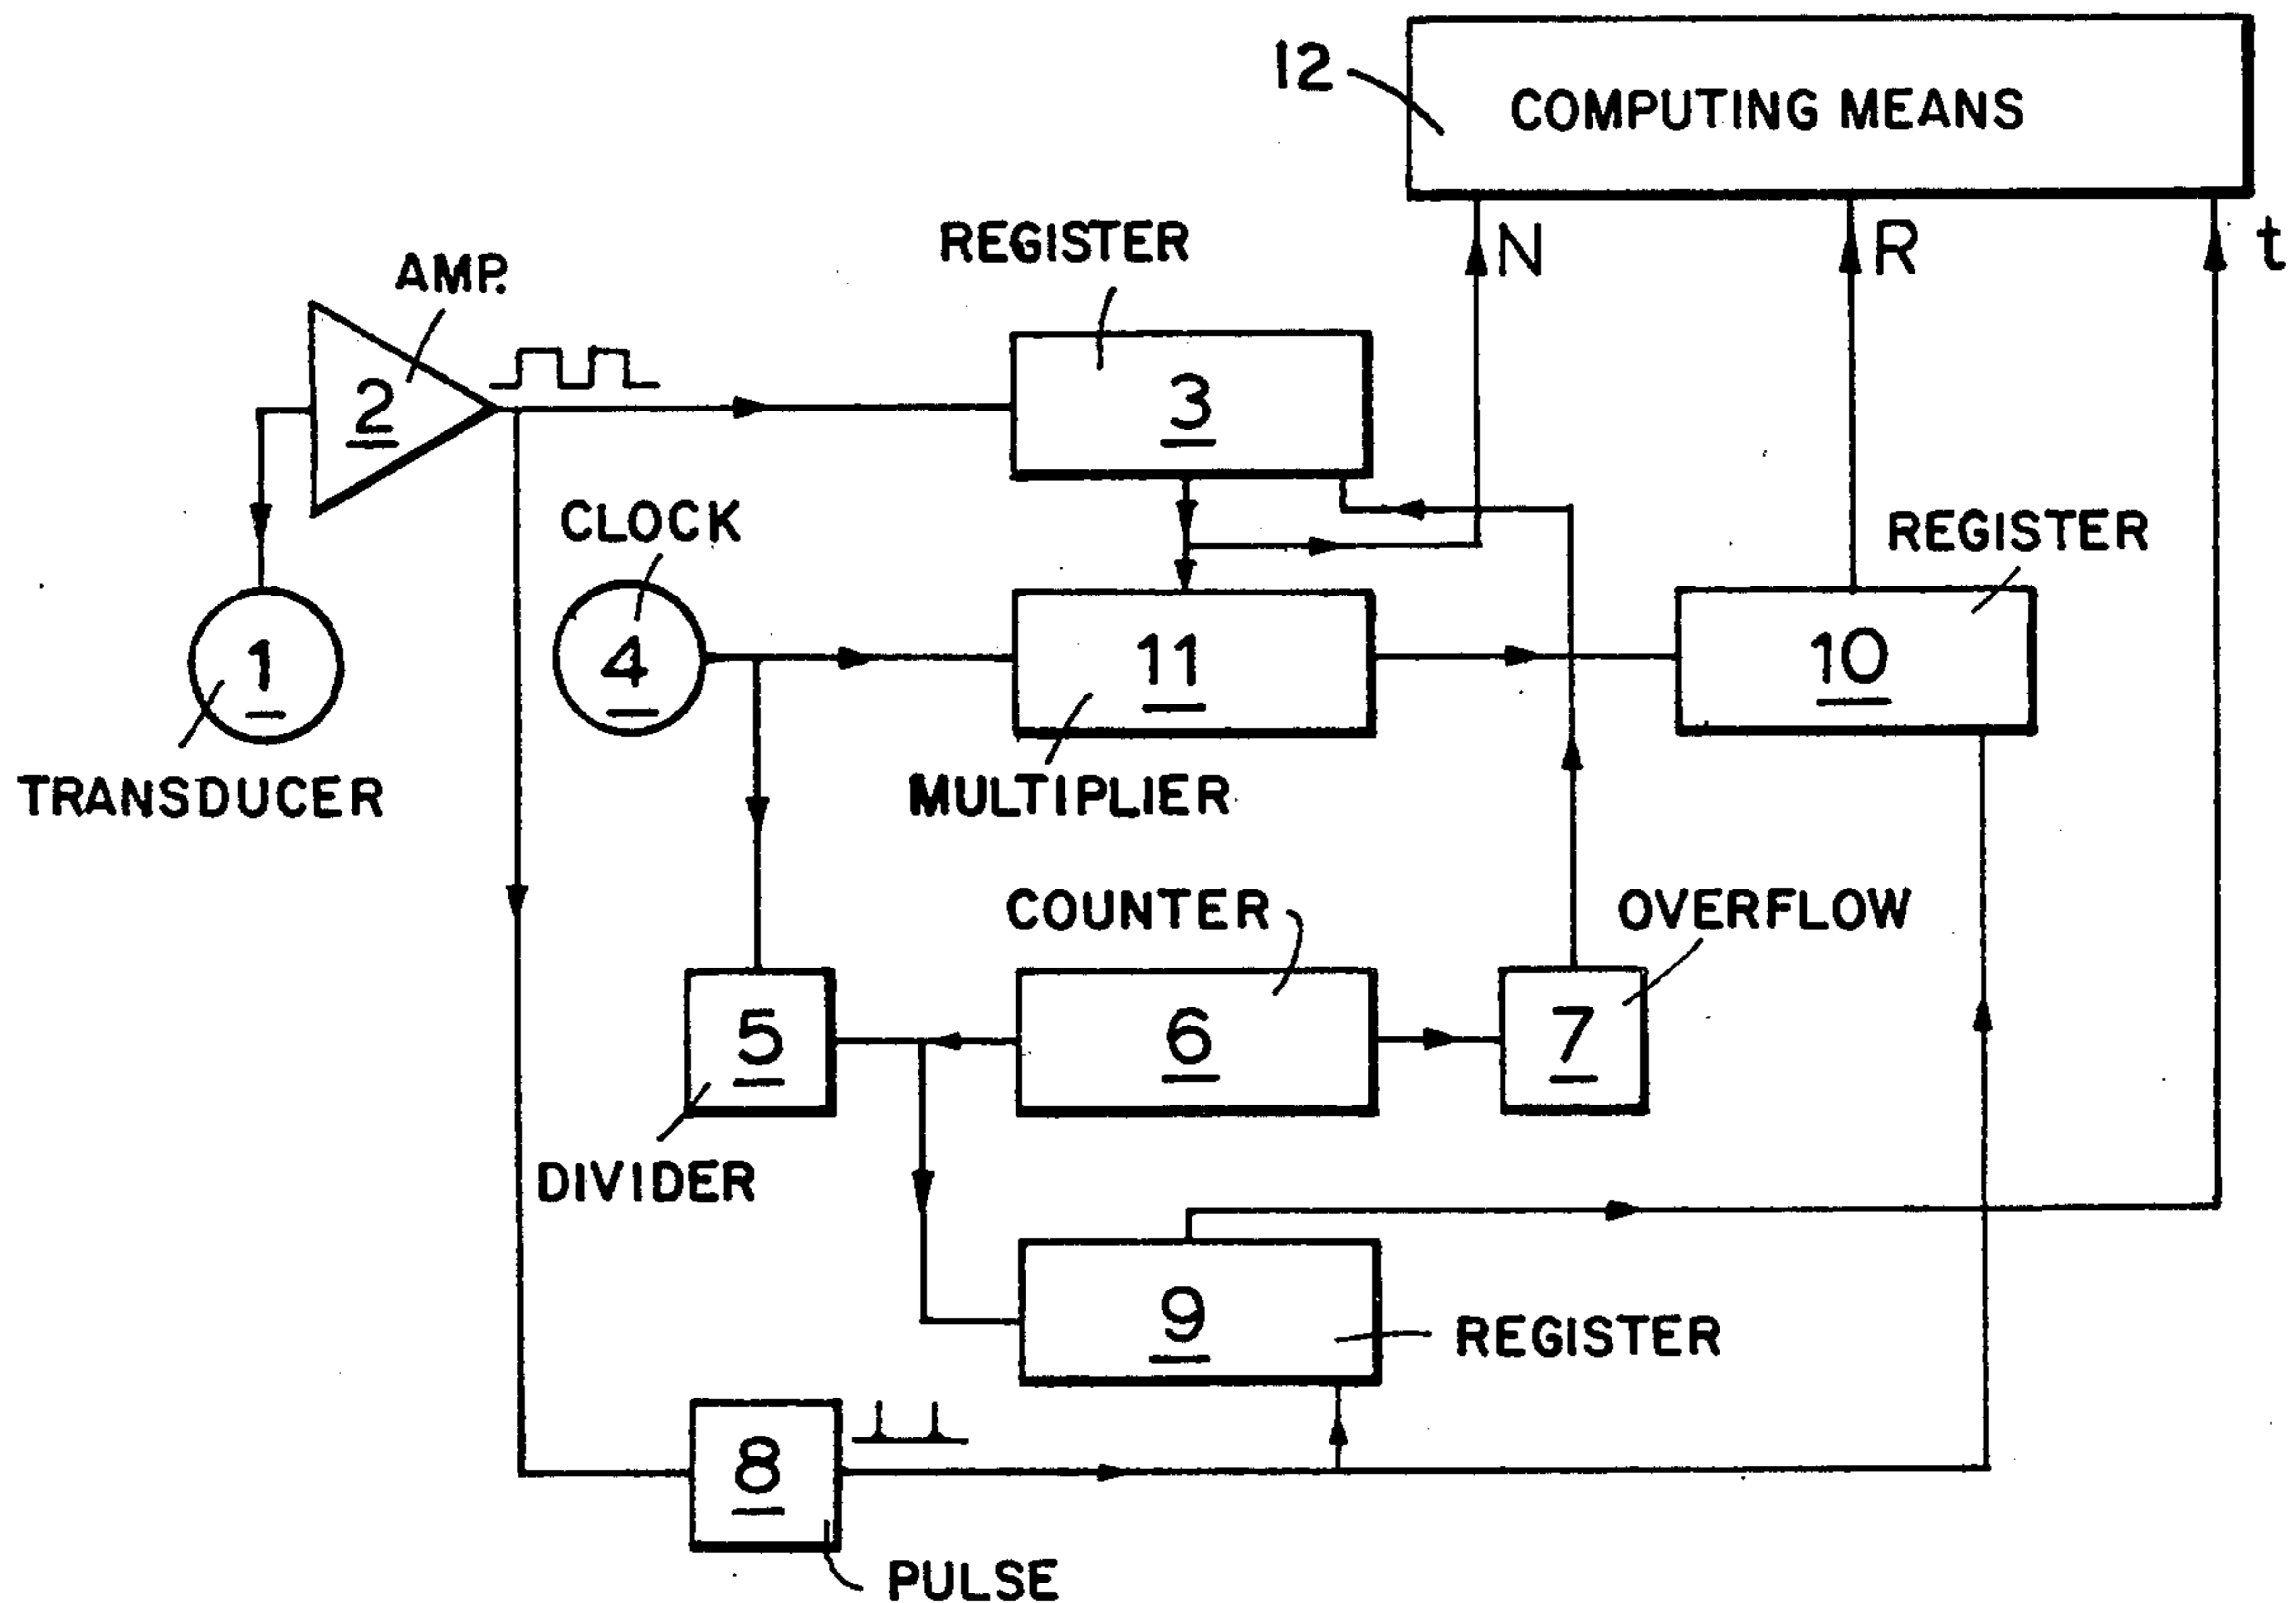 12
COMPUTING MEANS
REGISTER
N
R
t
AMP.
2
3
CLOCK
REGISTER
1
4
11
10
TRANSDUCER
MULTIPLIER
COUNTER
OVERFLOW
5
6
7
DIVIDER
9
REGISTER
8
PULSE